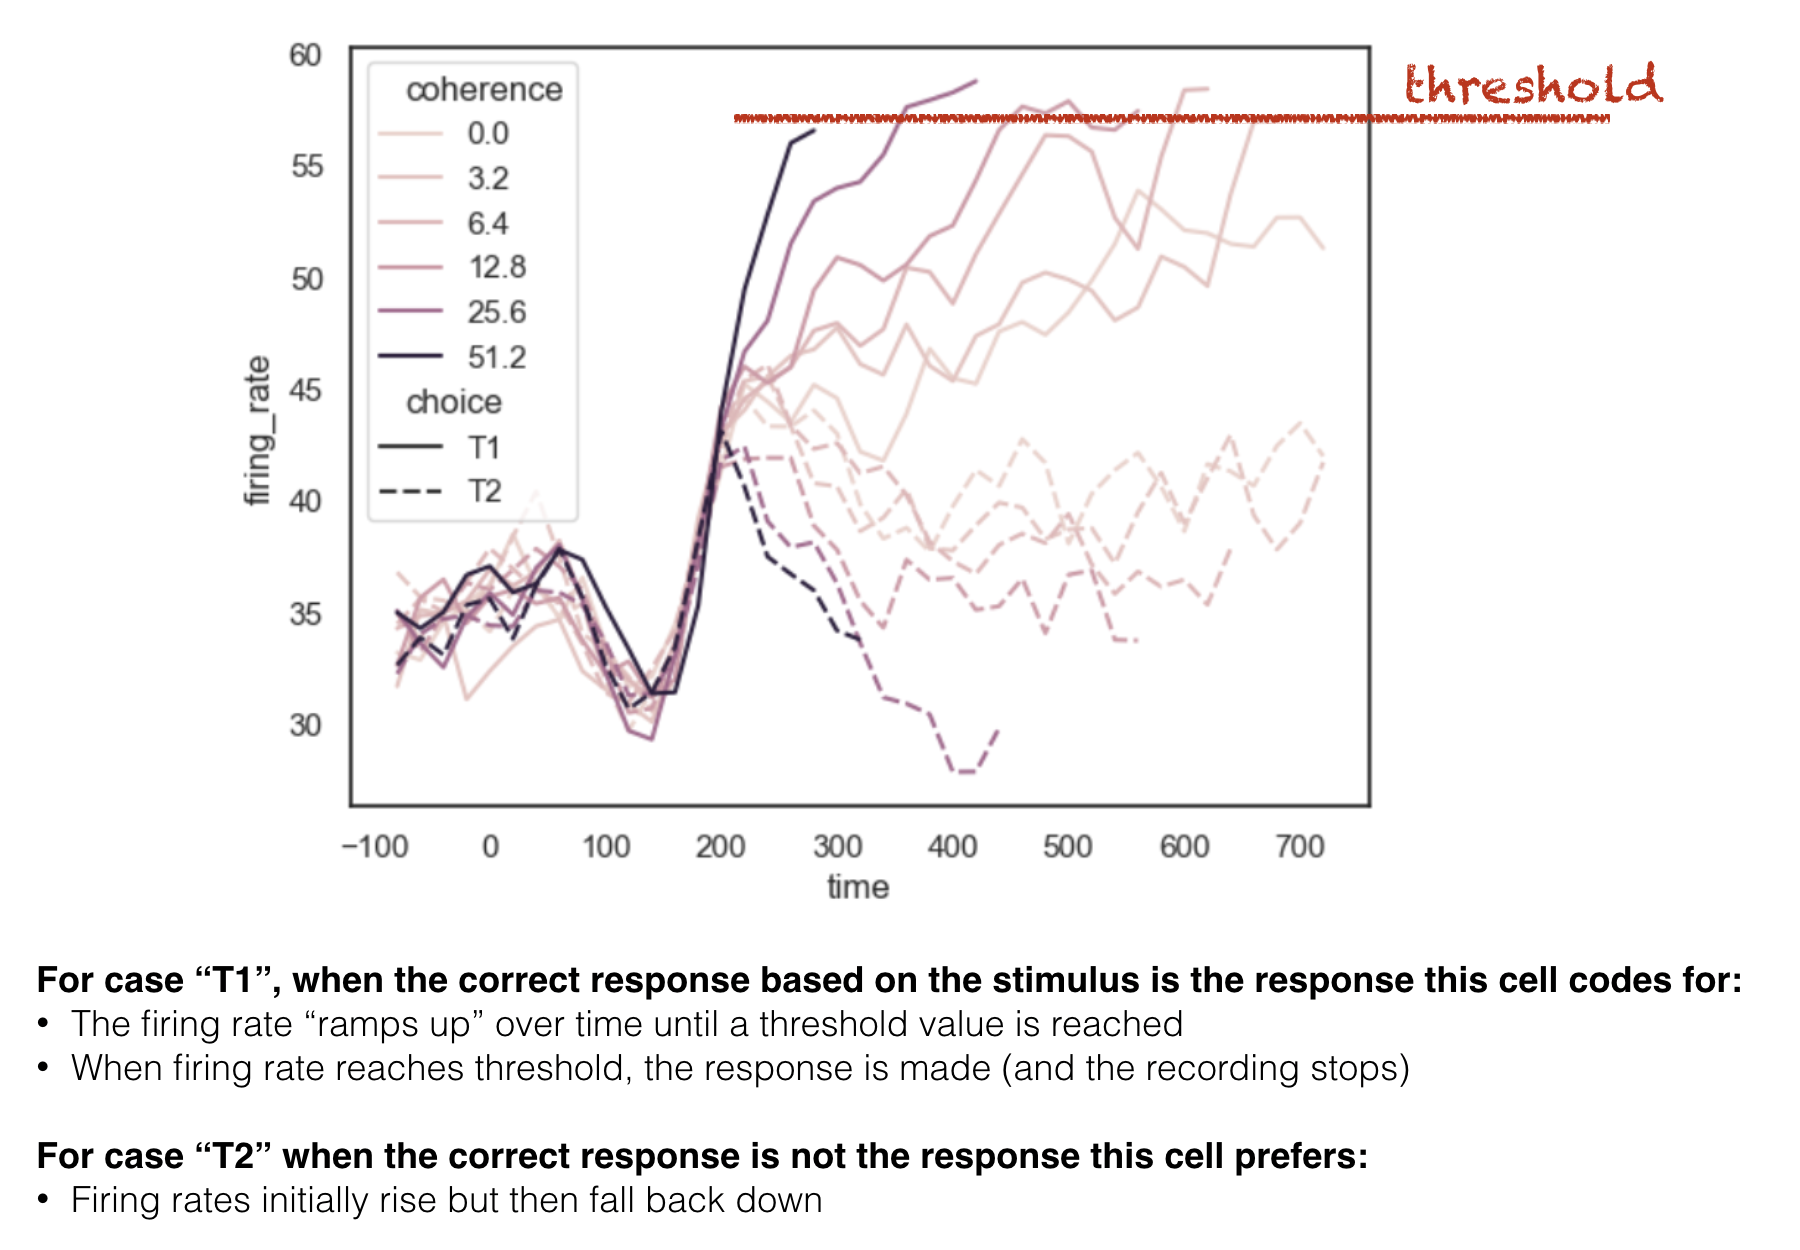 threshold
60
55
50
45
40
35
30
firing_rate
coherence
0.0
3.2
6.4
12.8
25.6
51.2
choice
T1
T2
−100 0 100 200 300 400 500 600 700
time
For case “T1”, when the correct response based on the stimulus is the response this cell codes for:
• The firing rate “ramps up” over time until a threshold value is reached
• When firing rate reaches threshold, the response is made (and the recording stops)
For case “T2” when the correct response is not the response this cell prefers:
• Firing rates initially rise but then fall back down